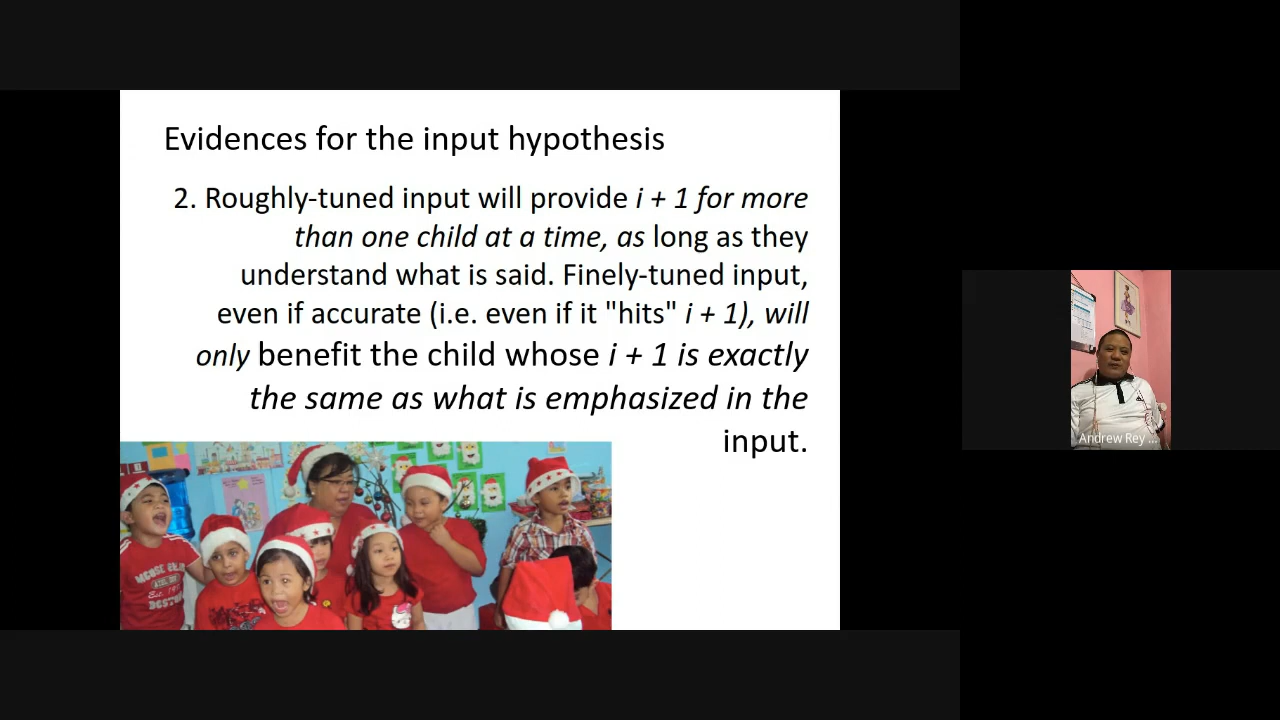 Evidences for the input hypothesis
2. Roughly-tuned input will provide i + 1 for more
than one child at a time, as long as they
understand what is said. Finely-tuned input,
even if accurate (i.e. even if it "hits" i + 1), will
only benefit the child whose i + 1 is exactly
the same as what is emphasized in the
input.
Andrew Rey ...